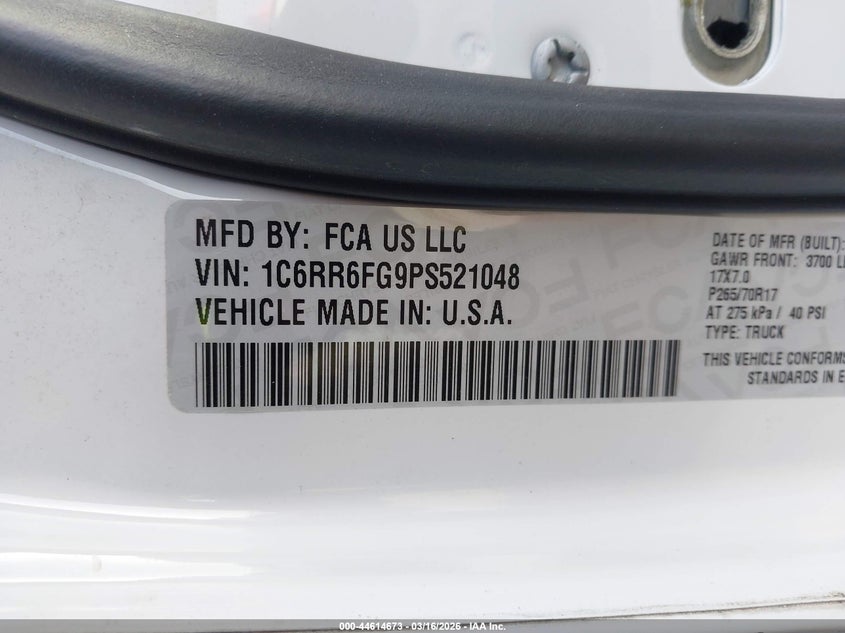 MFD BY: FCA US LLC
VIN: 1C6RR6FG9PS521048
VEHICLE MADE IN: U.S.A.
DATE OF MFR (BUILT):
GAWR FRONT: 3700 L
17X7.0
P265/70R17
AT 275 kPa / 40 PSI
TYPE: TRUCK
THIS VEHICLE CONFORMS
STANDARDS IN E
000-44614673 - 03/16/2026 - IAA Inc.